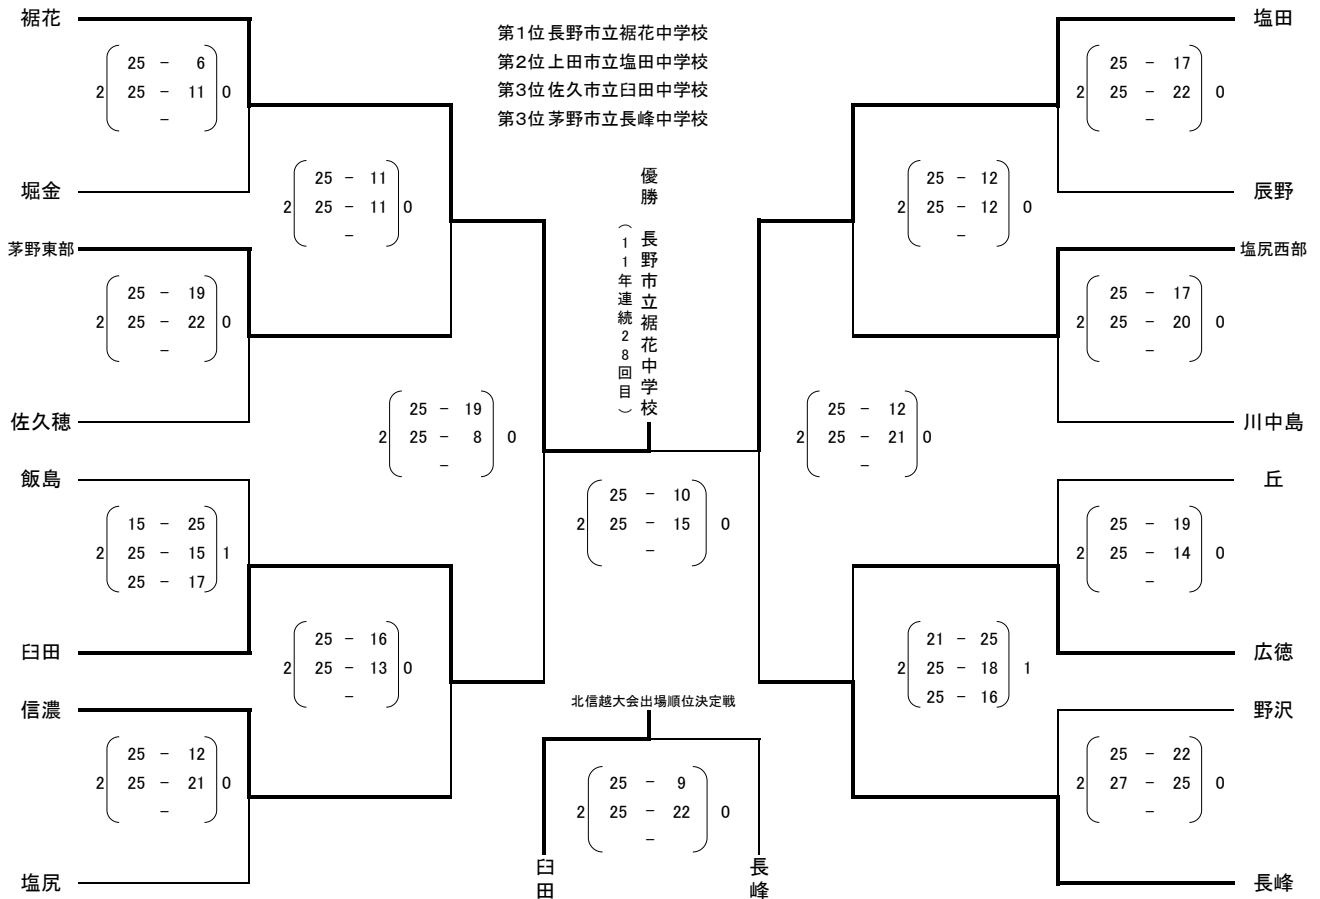 裾花
25 － 6
2 25 － 11 0
－
堀金
25 － 11
2 25 － 11 0
－
茅野東部
25 － 19
2 25 － 22 0
－
佐久穂
25 － 19
2 25 － 8 0
－
飯島
15 － 25
2 25 － 15 1
25 － 17
臼田
25 － 16
2 25 － 13 0
－
信濃
25 － 12
2 25 － 21 0
－
塩尻
第1位 長野市立裾花中学校
第2位 上田市立塩田中学校
第3位 佐久市立臼田中学校
第3位 茅野市立長峰中学校
優勝 長野市立裾花中学校
（11年連続28回目）
25 － 10
2 25 － 15 0
－
北信越大会出場順位決定戦
25 － 9
2 25 － 22 0
－
臼田
長峰
塩田
25 － 17
2 25 － 22 0
－
辰野
25 － 12
2 25 － 12 0
－
塩尻西部
25 － 17
2 25 － 20 0
－
川中島
25 － 12
2 25 － 21 0
－
丘
25 － 19
2 25 － 14 0
－
広徳
21 － 25
2 25 － 18 1
25 － 16
野沢
25 － 22
2 27 － 25 0
－
長峰